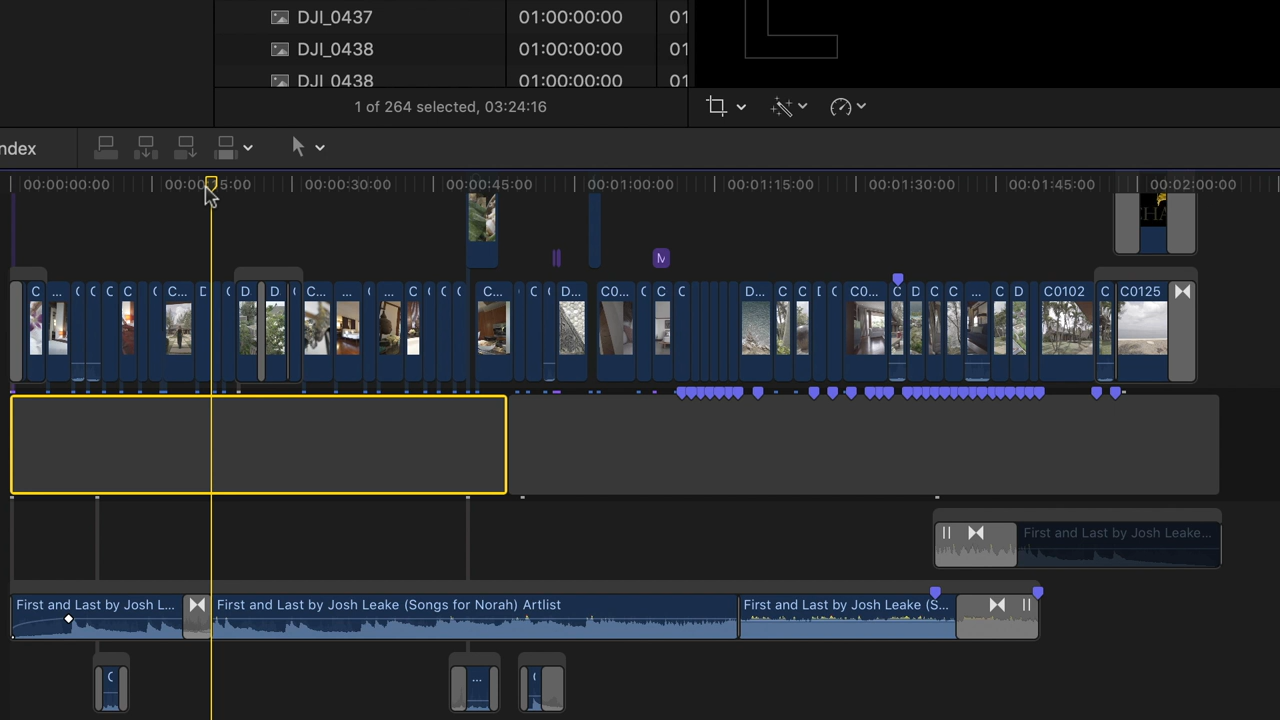 DJI_0437 01:00:00:00 01
DJI_0438 01:00:00:00 01
DJI_0438 01:00:00:00 01
1 of 264 selected, 03:24:16
ndex
00:00:00:00 00:00:15:00 00:00:30:00 00:00:45:00 00:01:00:00 00:01:15:00 00:01:30:00 00:01:45:00 00:02:00:00
CHA
M
C ... C C C C C C... D C D D C... ... C ... C C C C C... C C D... C0... C C C D... C C D C C0... C D C C ... C D C0102 C C0125
First and Last by Josh Leake...
First and Last by Josh L... First and Last by Josh Leake (Songs for Norah) Artlist First and Last by Josh Leake (S...
C ... C